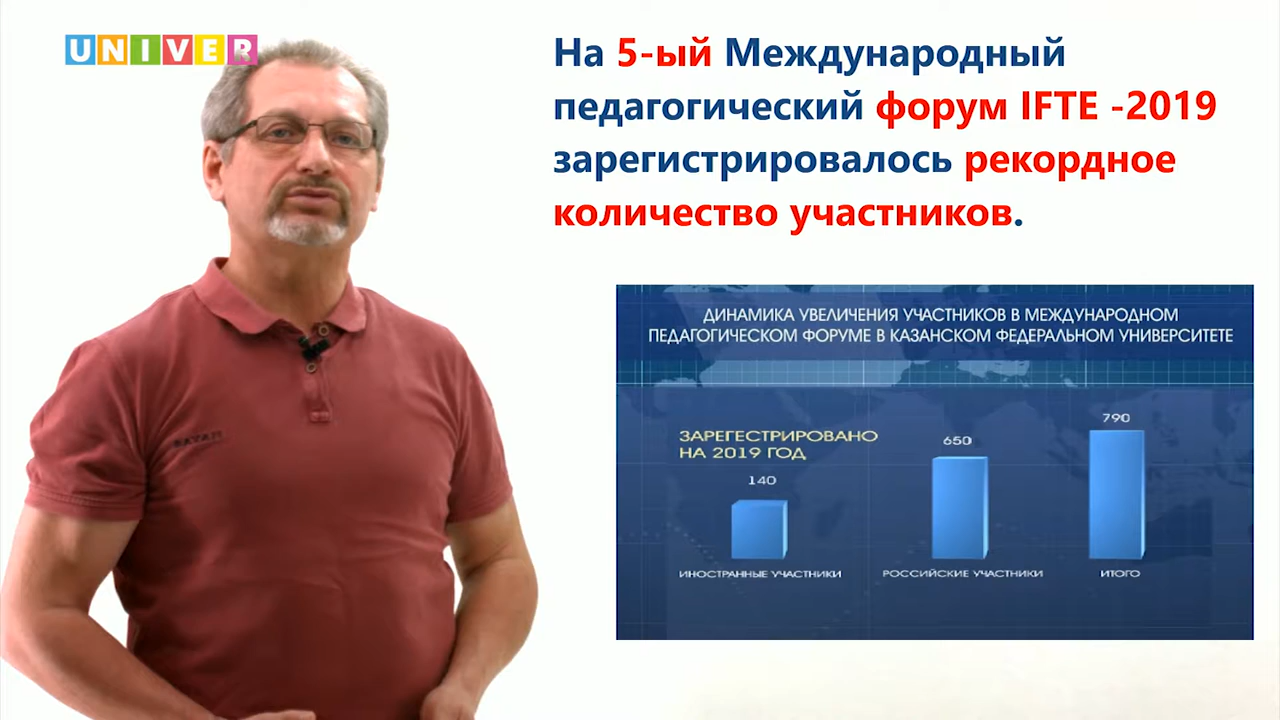 UNIVER
На 5-ый Международный
педагогический форум IFTE -2019
зарегистрировалось рекордное
количество участников.
ДИНАМИКА УВЕЛИЧЕНИЯ УЧАСТНИКОВ В МЕЖДУНАРОДНОМ
ПЕДАГОГИЧЕСКОМ ФОРУМЕ В КАЗАНСКОМ ФЕДЕРАЛЬНОМ УНИВЕРСИТЕТЕ
ЗАРЕГЕСТРИРОВАНО
НА 2019 ГОД
140
650
790
ИНОСТРАННЫЕ УЧАСТНИКИ
РОССИЙСКИЕ УЧАСТНИКИ
ИТОГО